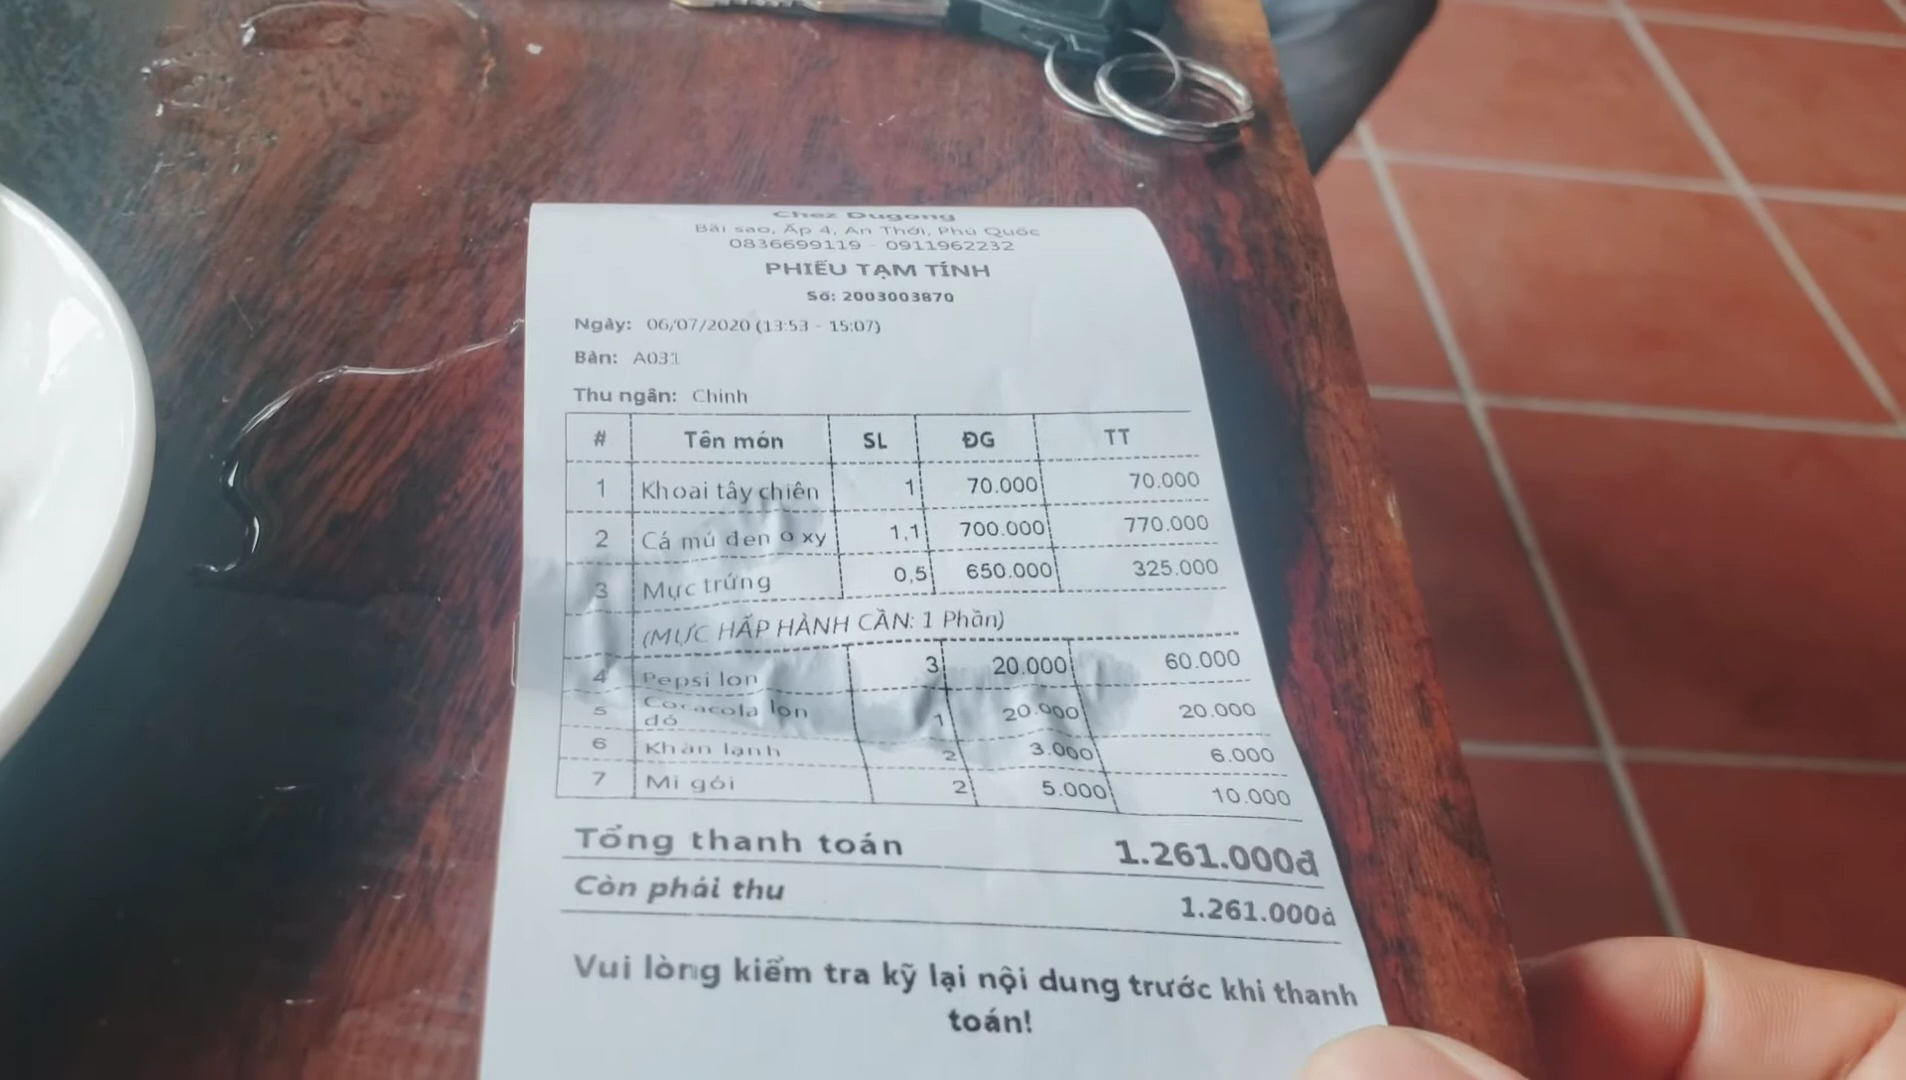 Chez Dugong
Bãi sao, Ấp 4, An Thới, Phú Quốc
0836699119 - 0911962232
PHIẾU TẠM TÍNH
Số: 2003003870
Ngày: 06/07/2020 (13:53 - 15:07)
Bàn: A031
Thu ngân: Chinh
# Tên món SL ĐG TT
1 Khoai tây chiên 1 70.000 70.000
2 Cá mú đen o xy 1,1 700.000 770.000
3 Mực trứng 0,5 650.000 325.000
(MỰC HẤP HÀNH CẦN: 1 Phần)
4 Pepsi lon 3 20.000 60.000
5 Cocacola lon 1 20.000 20.000
đỏ
6 Khăn lạnh 2 3.000 6.000
7 Mì gói 2 5.000 10.000
Tổng thanh toán 1.261.000đ
Còn phải thu 1.261.000đ
Vui lòng kiểm tra kỹ lại nội dung trước khi thanh
toán!